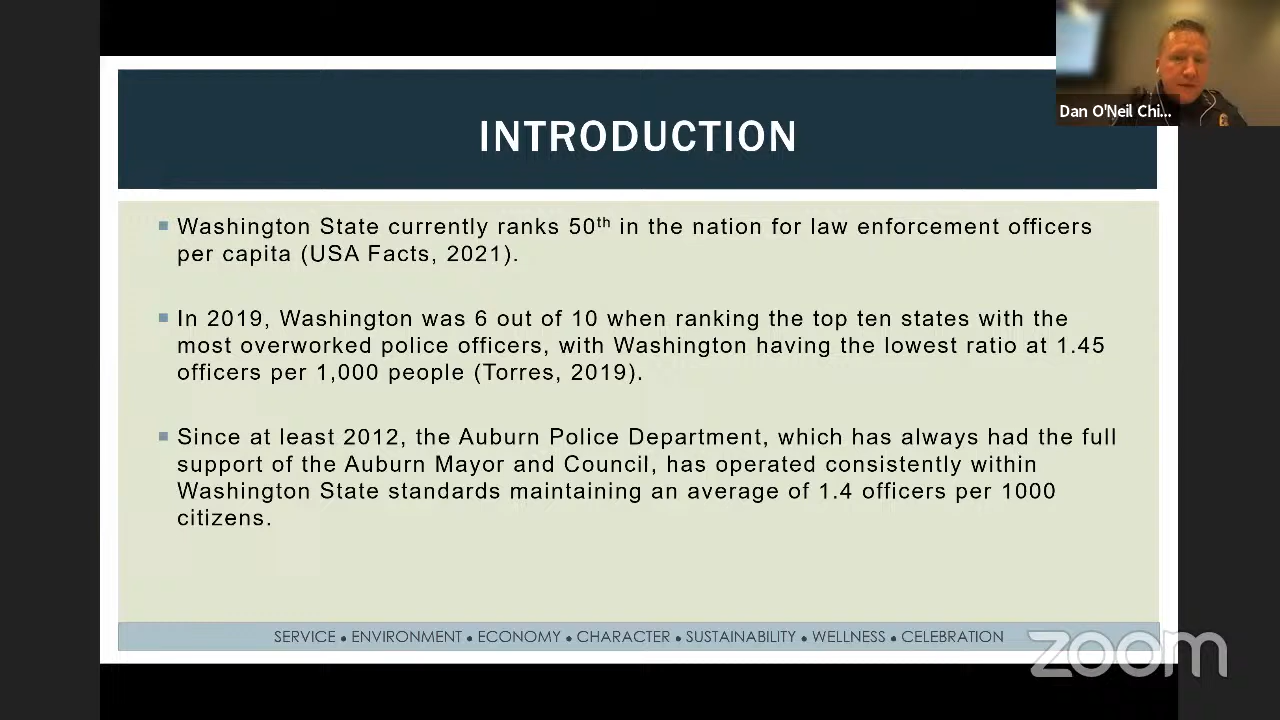 Dan O'Neil Chi...
INTRODUCTION
Washington State currently ranks 50th in the nation for law enforcement officers
per capita (USA Facts, 2021).
In 2019, Washington was 6 out of 10 when ranking the top ten states with the
most overworked police officers, with Washington having the lowest ratio at 1.45
officers per 1,000 people (Torres, 2019).
Since at least 2012, the Auburn Police Department, which has always had the full
support of the Auburn Mayor and Council, has operated consistently within
Washington State standards maintaining an average of 1.4 officers per 1000
citizens.
SERVICE • ENVIRONMENT • ECONOMY • CHARACTER • SUSTAINABILITY • WELLNESS • CELEBRATION
zoom